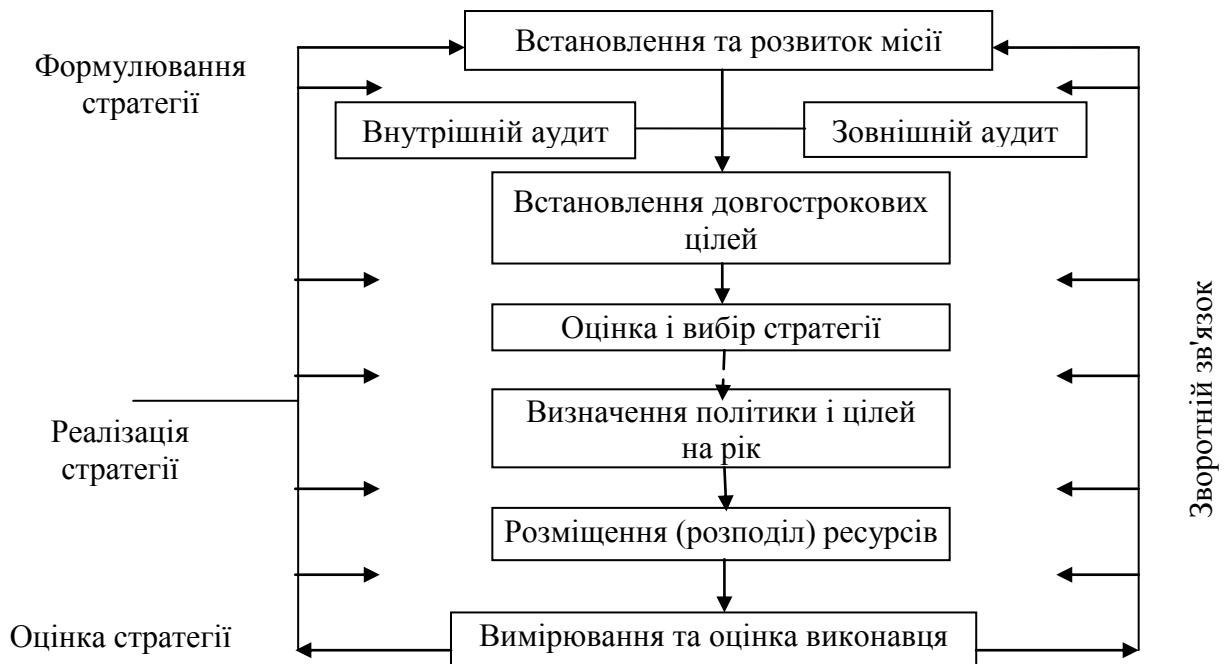 Встановлення та розвиток місії
Формулювання
стратегії
Внутрішній аудит
Зовнішній аудит
Встановлення довгострокових
цілей
Оцінка і вибір стратегії
Визначення політики і цілей
на рік
Реалізація
стратегії
Розміщення (розподіл) ресурсів
Оцінка стратегії
Вимірювання та оцінка виконавця
Зворотній зв'язок